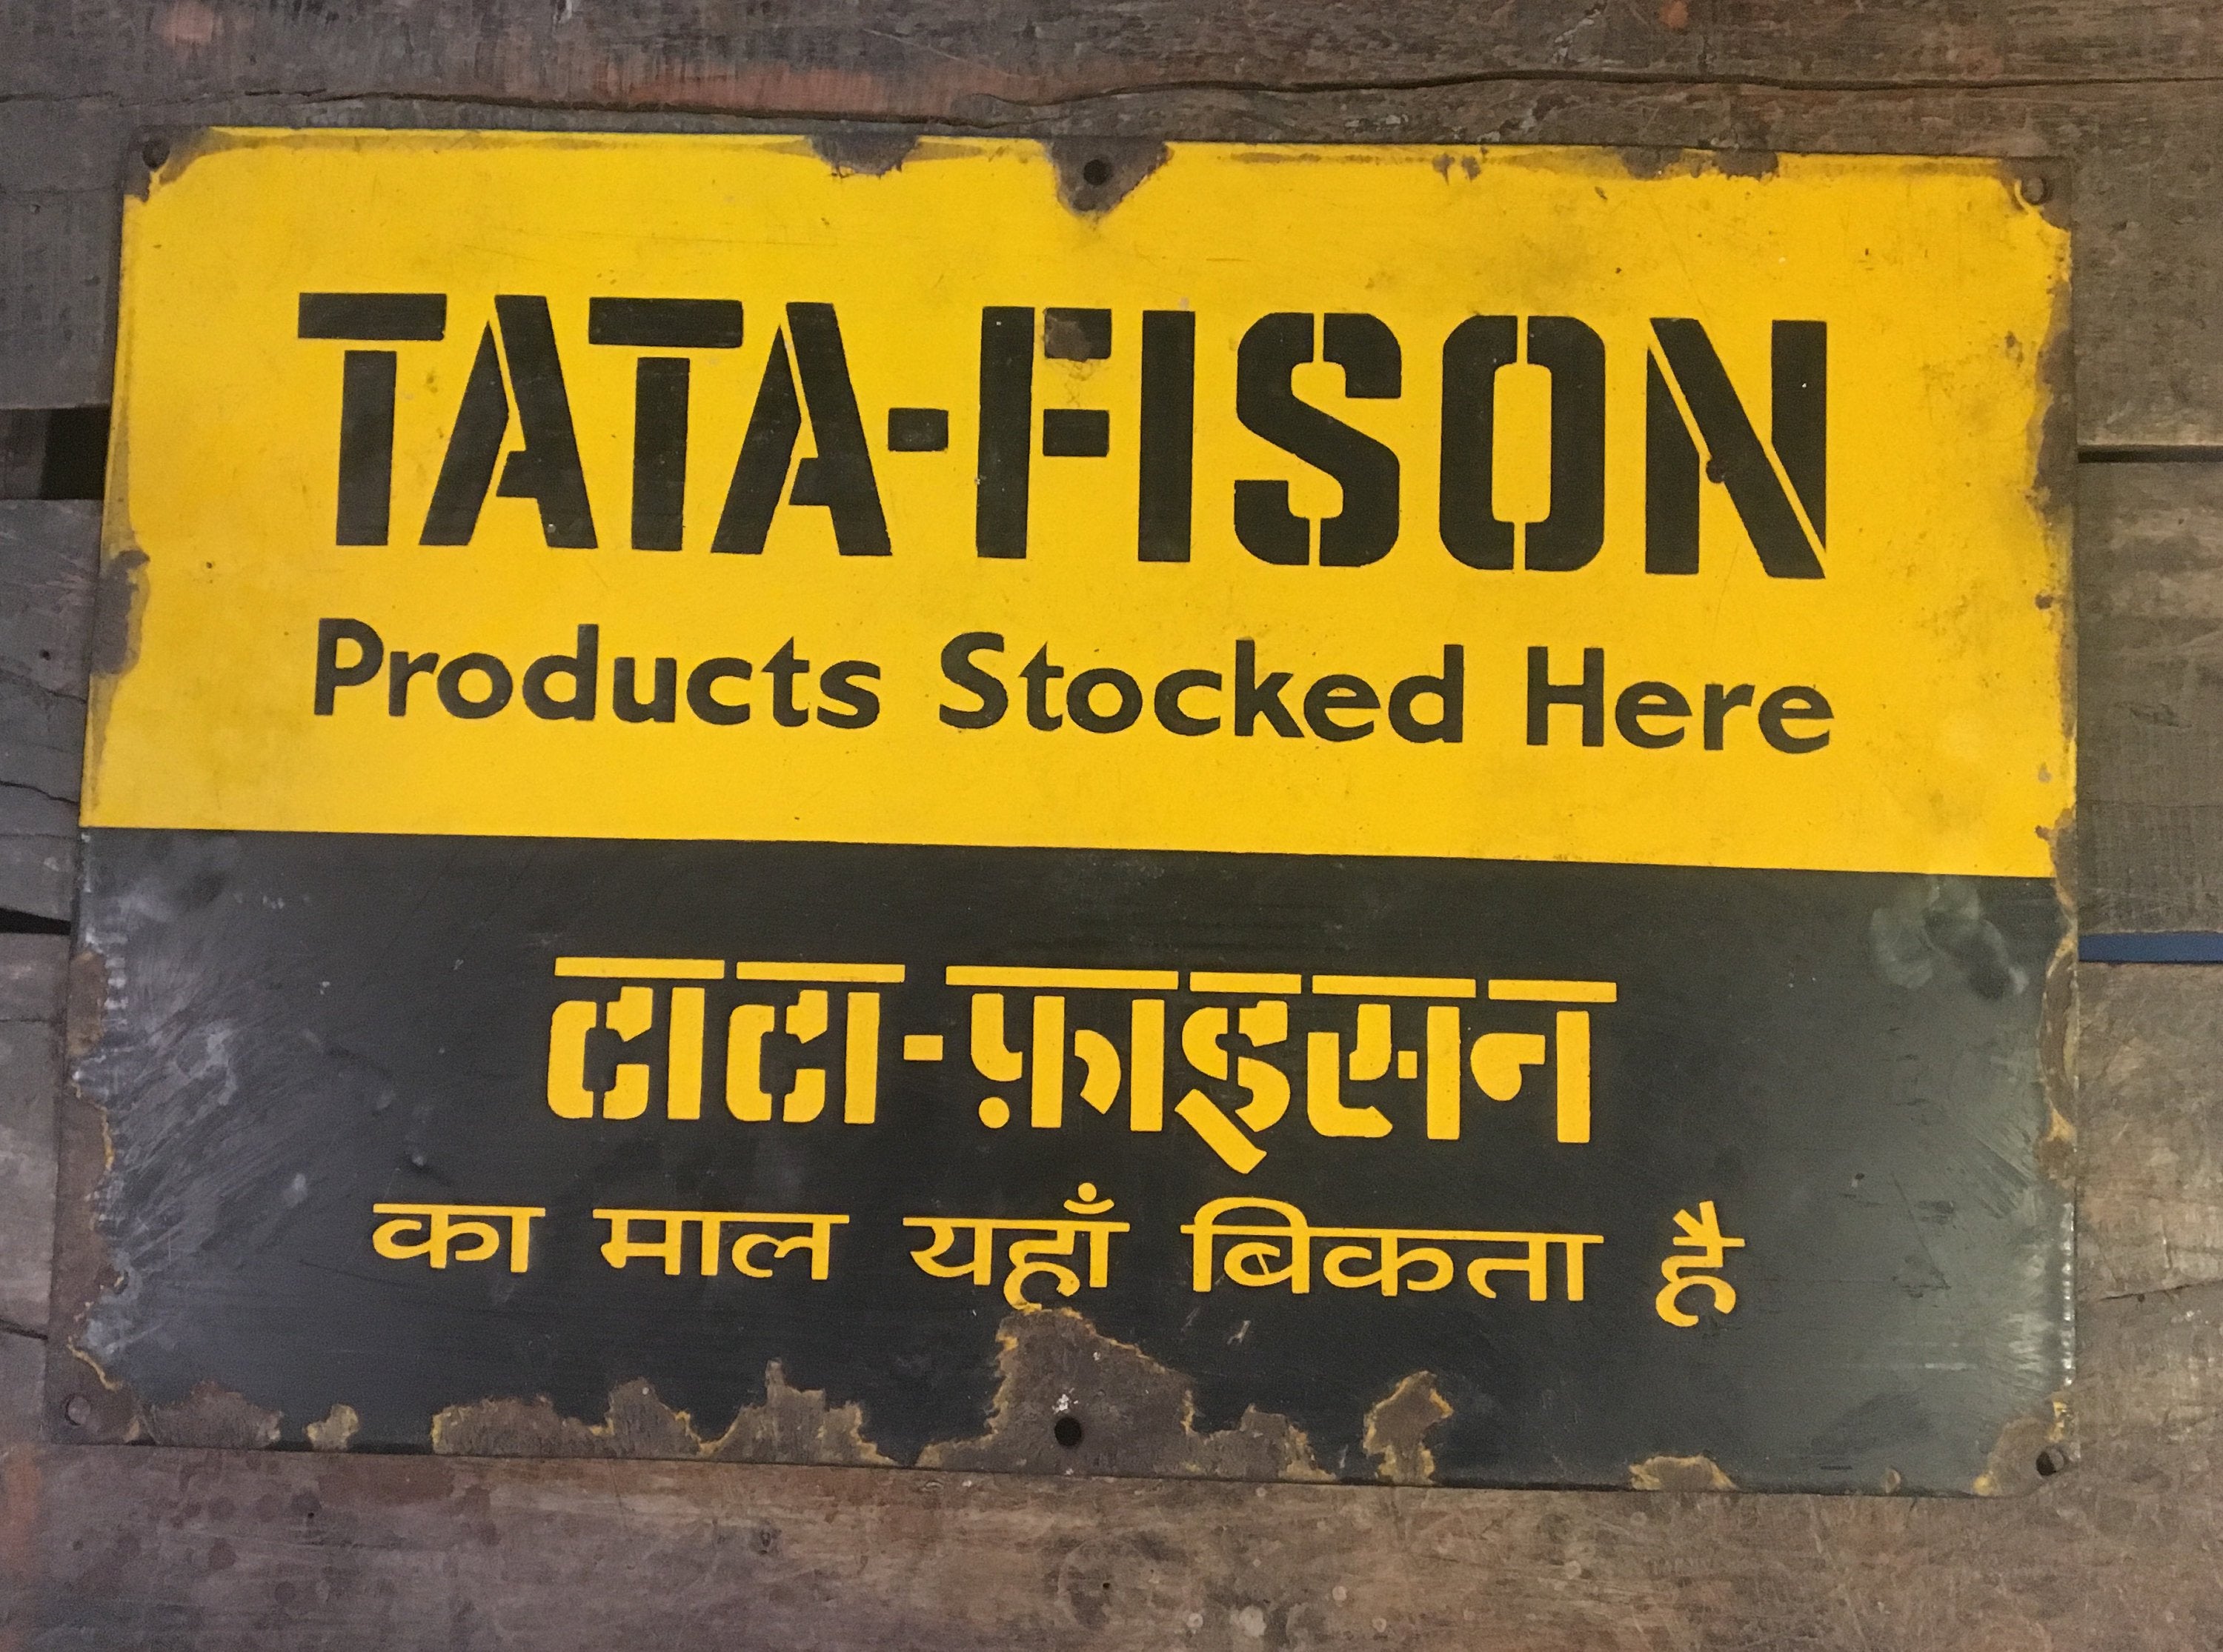 TATA-FISON
Products Stocked Here
टाटा-फ़ाइसन
का माल यहाँ बिकता है